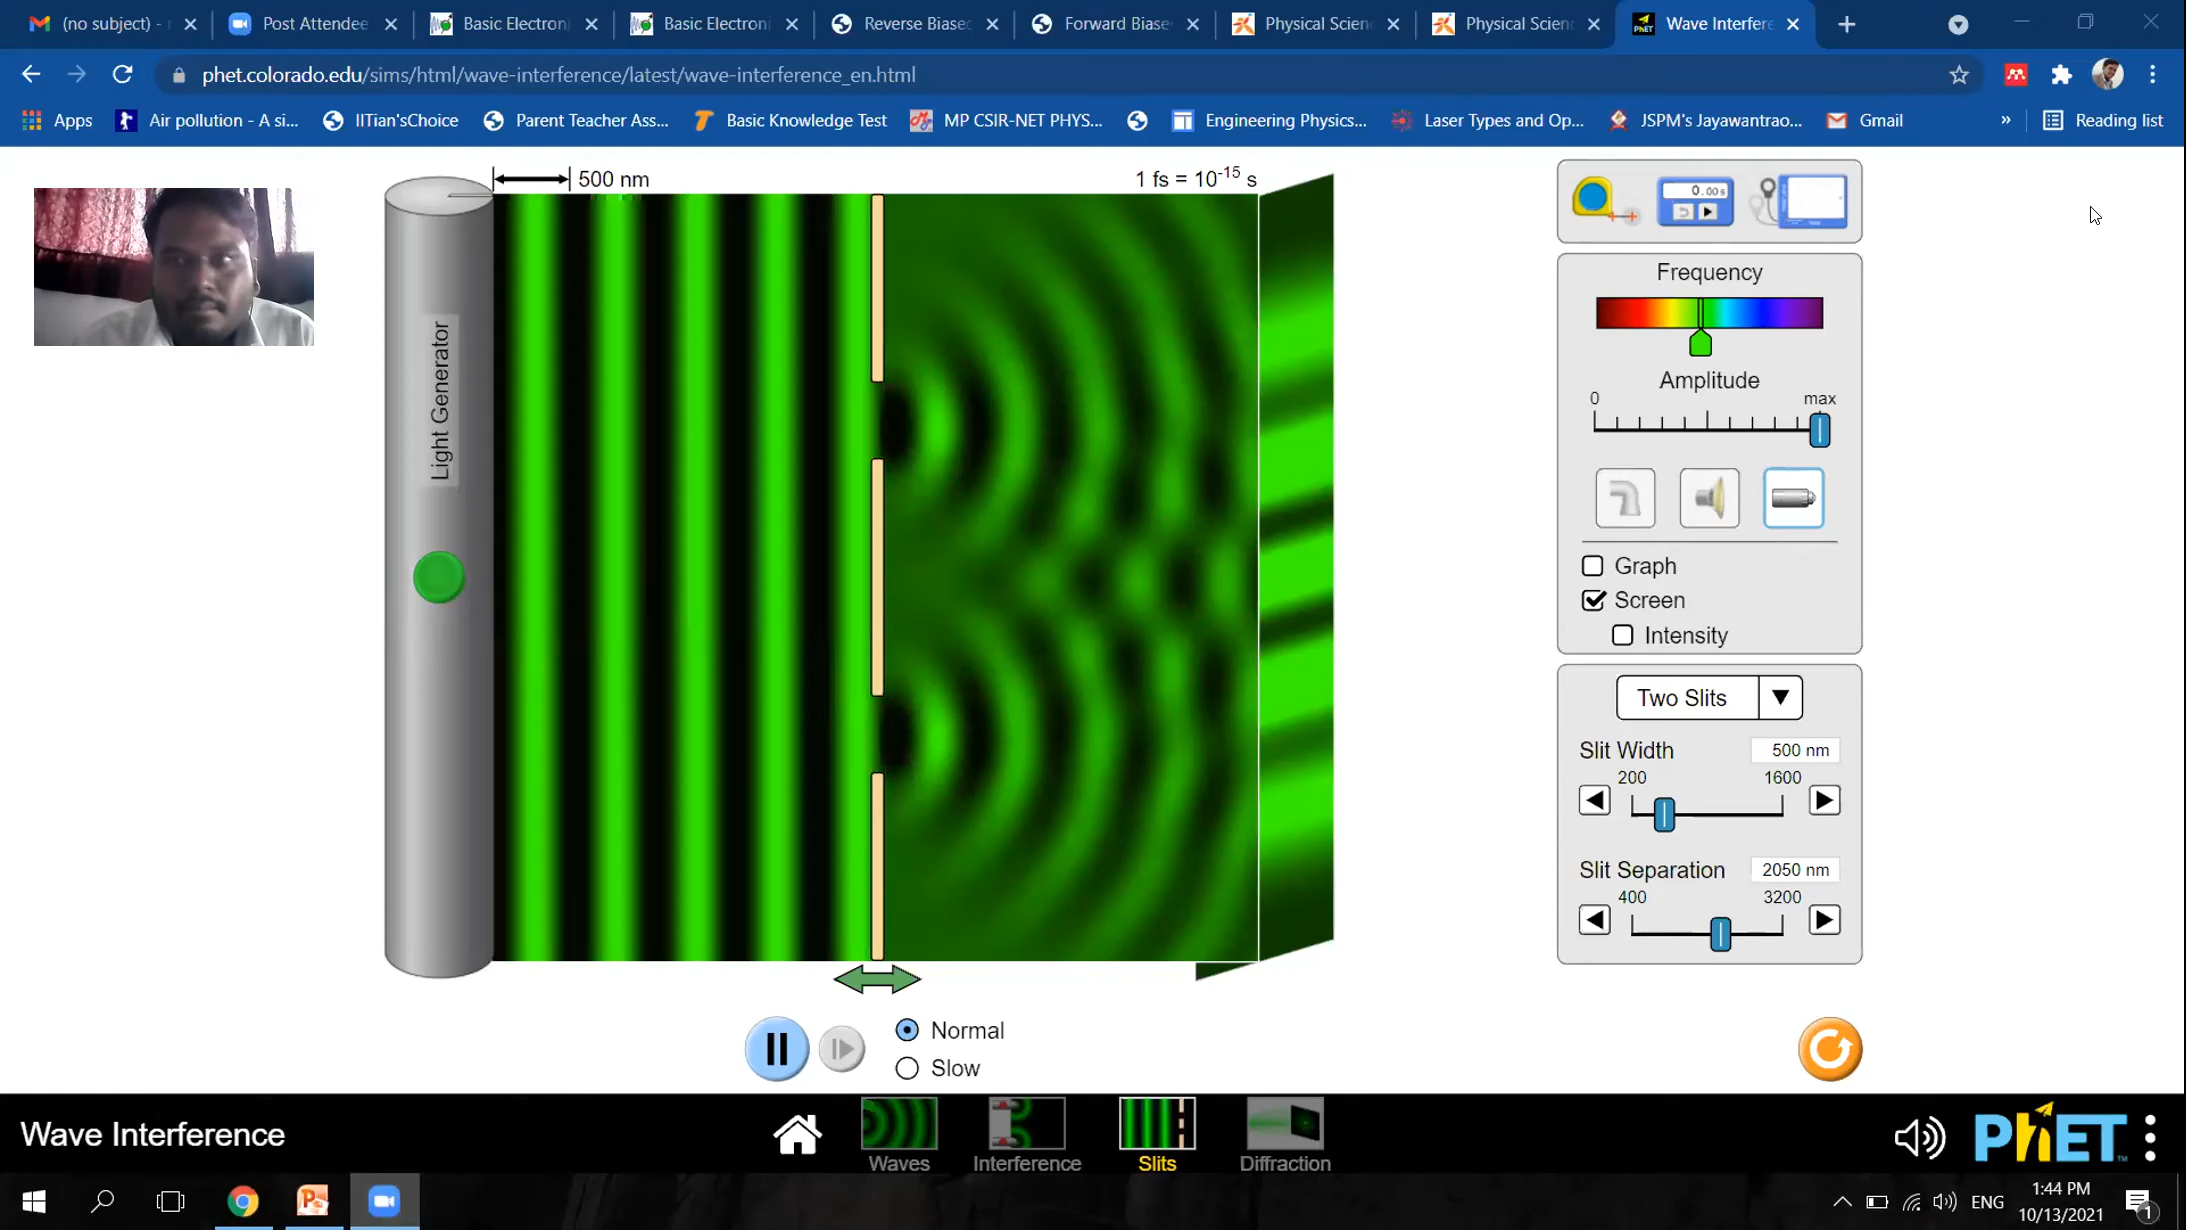 (no subject) -
Post Attendee
Basic Electron
Basic Electroni
Reverse Biased
Forward Biase
Physical Scien
Physical Scien
Wave Interfere
phet.colorado.edu/sims/html/wave-interference/latest/wave-interference_en.html
Apps
Air pollution - A si...
IITian'sChoice
Parent Teacher Ass...
Basic Knowledge Test
MP CSIR-NET PHYS...
Engineering Physics...
Laser Types and Op...
JSPM's Jayawantrao...
Gmail
»
Reading list
500 nm
1 fs = 10⁻¹⁵ s
Light Generator
0.00 s
Frequency
Amplitude
0
max
Graph
Screen
Intensity
Two Slits
Slit Width
500 nm
200
1600
Slit Separation
2050 nm
400
3200
Normal
Slow
Wave Interference
Waves
Interference
Slits
Diffraction
PhET
ENG
1:44 PM
10/13/2021
1